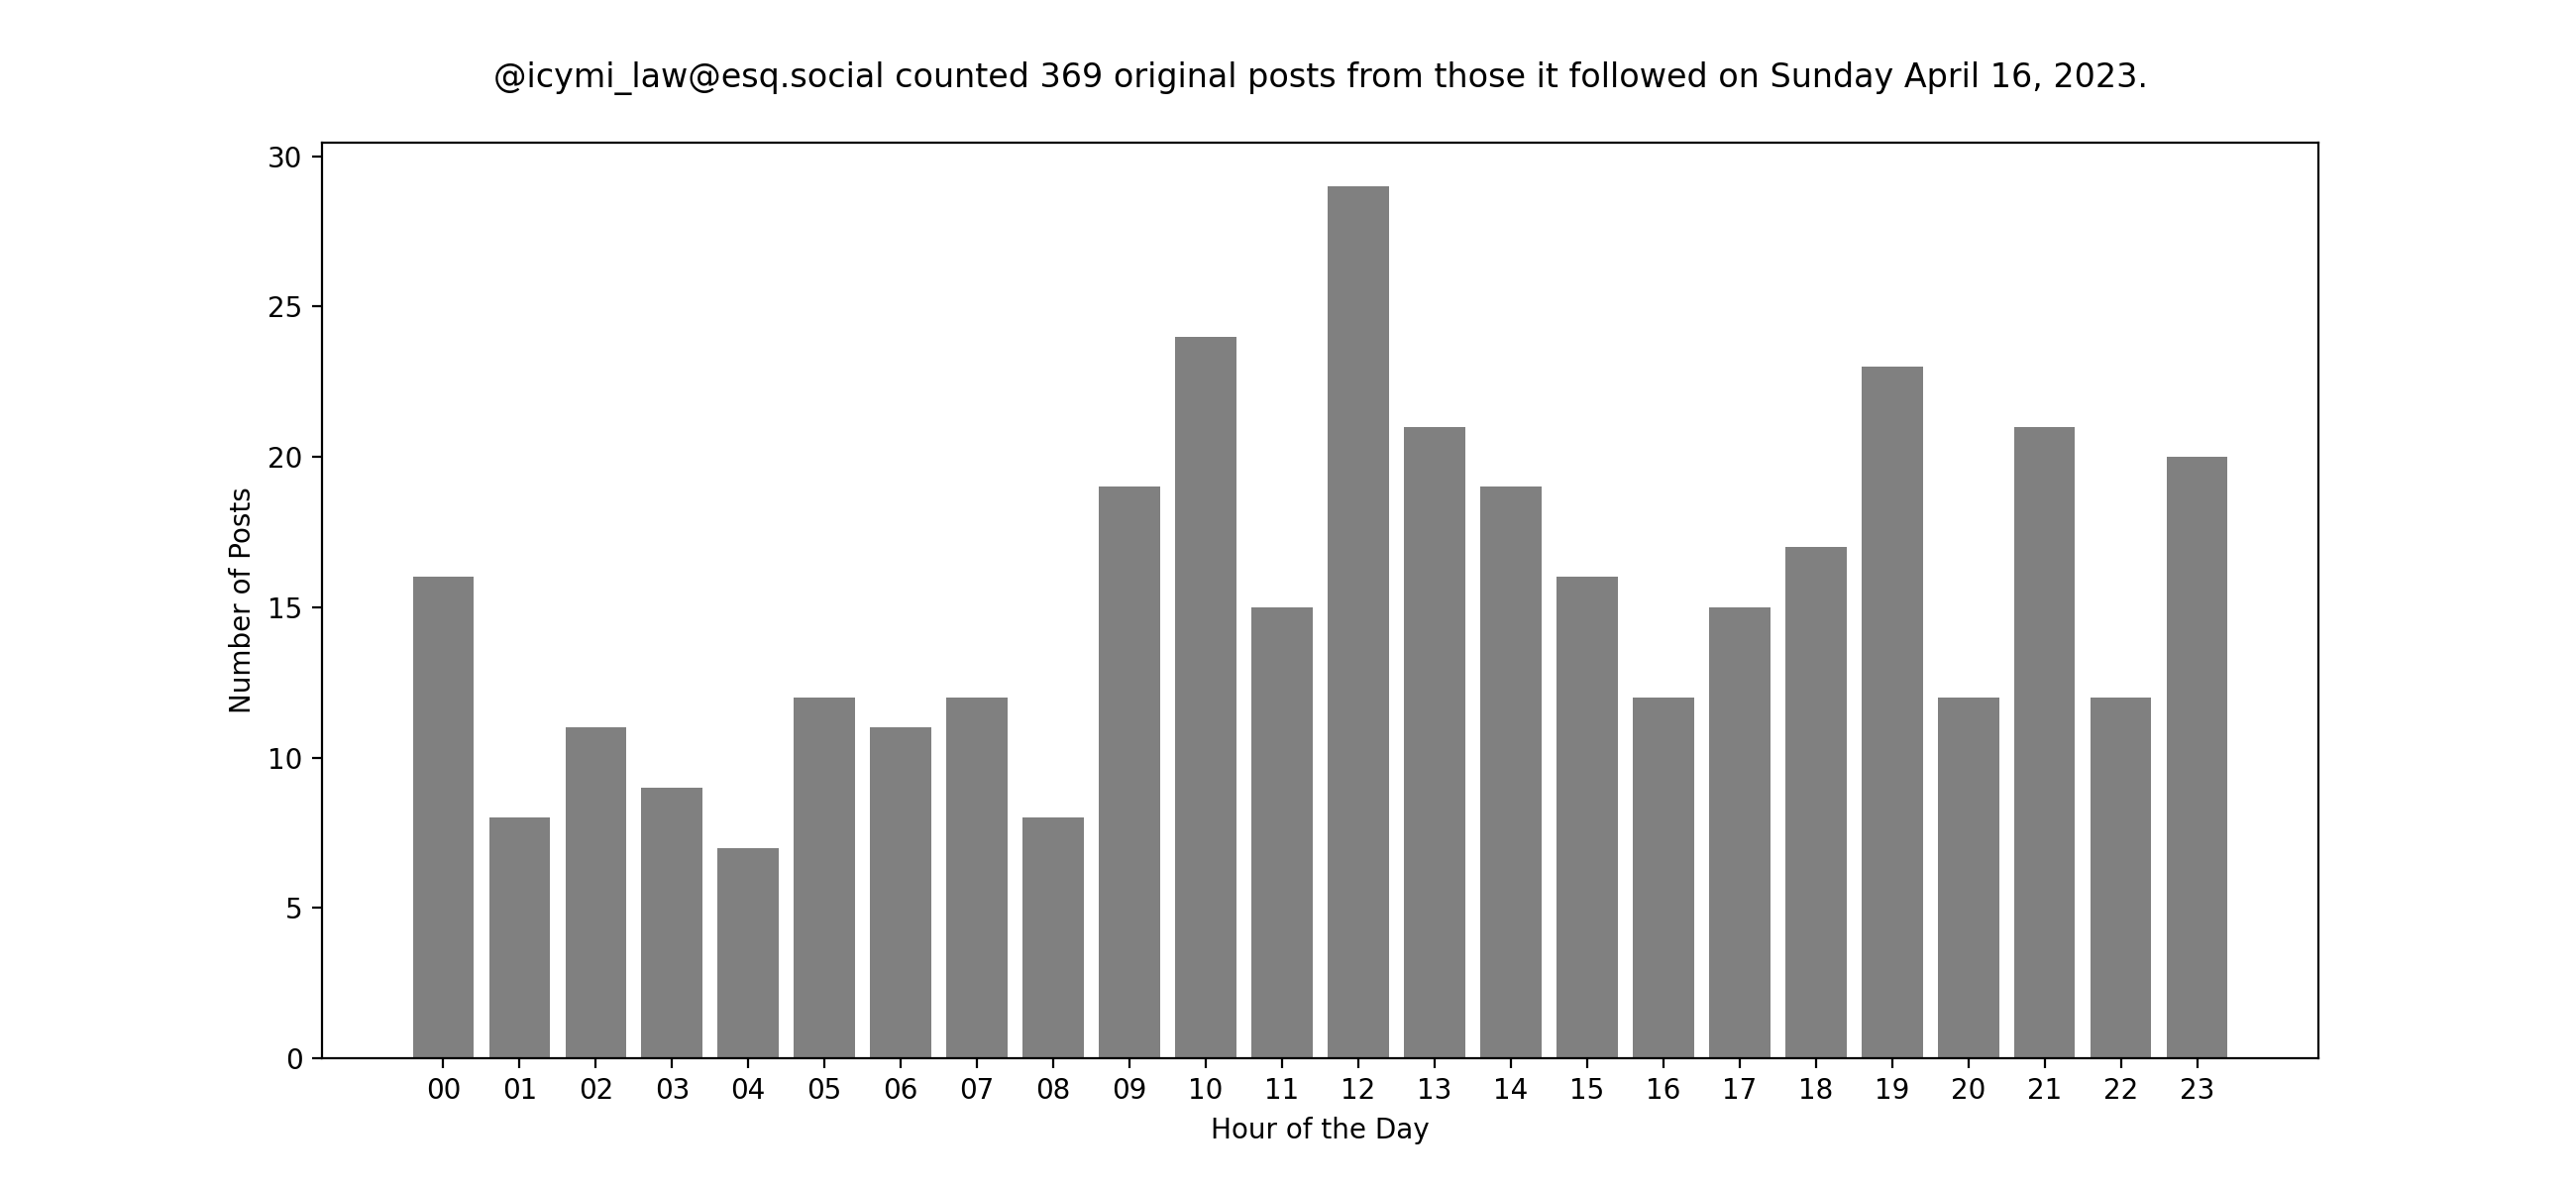 @icymi_law@esq.social counted 369 original posts from those it followed on Sunday April 16, 2023.
30
25
20
15
10
5
0
Number of Posts
00 01 02 03 04 05 06 07 08 09 10 11 12 13 14 15 16 17 18 19 20 21 22 23
Hour of the Day